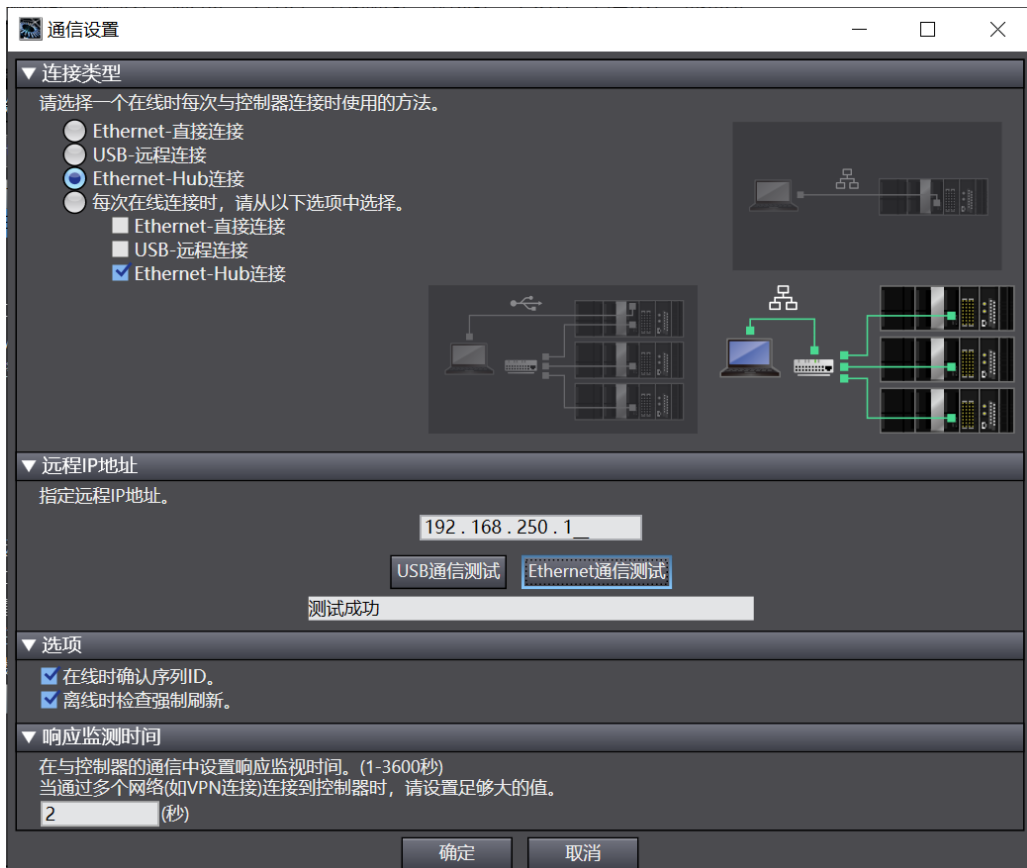 通信设置
▼ 连接类型
请选择一个在线时每次与控制器连接时使用的方法。
Ethernet-直接连接
USB-远程连接
Ethernet-Hub连接
每次在线连接时，请从以下选项中选择。
Ethernet-直接连接
USB-远程连接
Ethernet-Hub连接
▼ 远程IP地址
指定远程IP地址。
192 . 168 . 250 . 1__
USB通信测试 Ethernet通信测试
测试成功
▼ 选项
在线时确认序列ID。
离线时检查强制刷新。
▼ 响应监测时间
在与控制器的通信中设置响应监视时间。(1-3600秒)
当通过多个网络(如VPN连接)连接到控制器时，请设置足够大的值。
2 (秒)
确定 取消